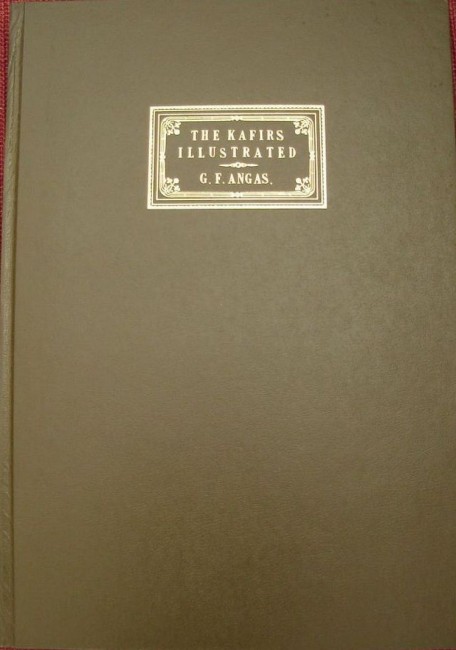 THE KAFIRS
ILLUSTRATED
G. F. ANGAS.